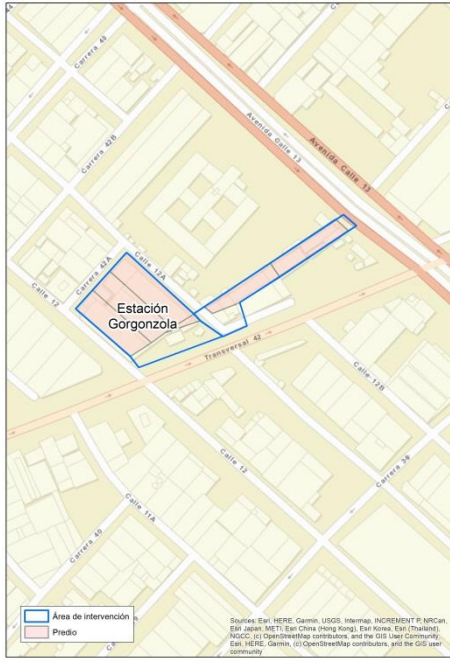 Carrera 43
Avenida Calle 13
Avenida Calle 13
Carrera 42B
Carrera 42A
Calle 12A
Calle 12
Estación
Gorgonzola
Transversal 42
Calle 12B
Calle 12
Carrera 39
Calle 11A
Carrera 40
Área de intervención
Predio
Sources: Esri, HERE, Garmin, USGS, Intermap, INCREMENT P, NRCan,
Esri Japan, METI, Esri China (Hong Kong), Esri Korea, Esri (Thailand),
NGCC, (c) OpenStreetMap contributors, and the GIS User Community;
Esri, HERE, Garmin, (c) OpenStreetMap contributors, and the GIS user
community